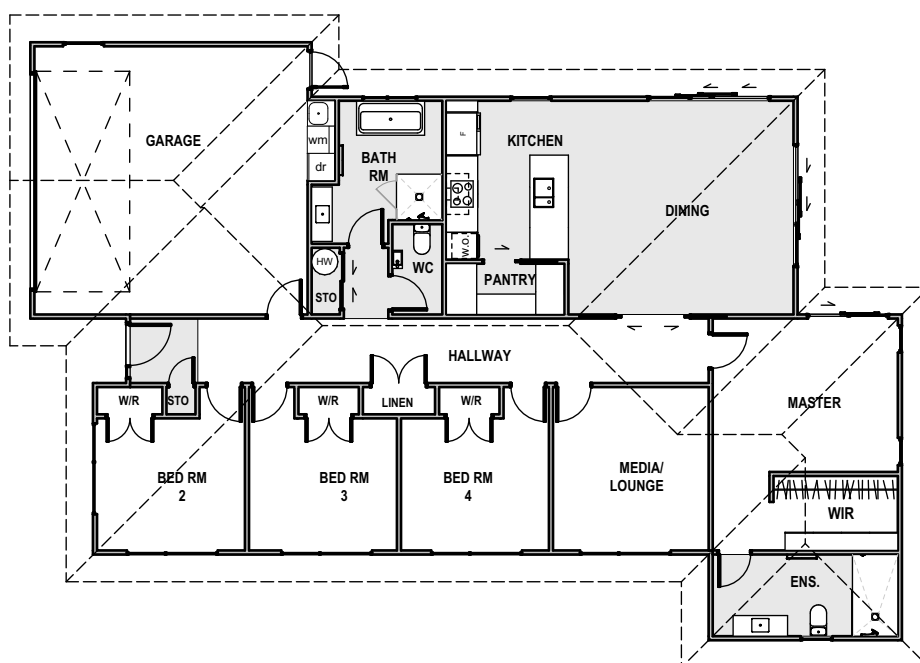 GARAGE
wm
dr
BATH
RM
F
KITCHEN
DINING
W.O.
HW
STO
WC
PANTRY
HALLWAY
W/R
STO
W/R
LINEN
W/R
MASTER
BED RM
2
BED RM
3
BED RM
4
MEDIA/
LOUNGE
WIR
ENS.